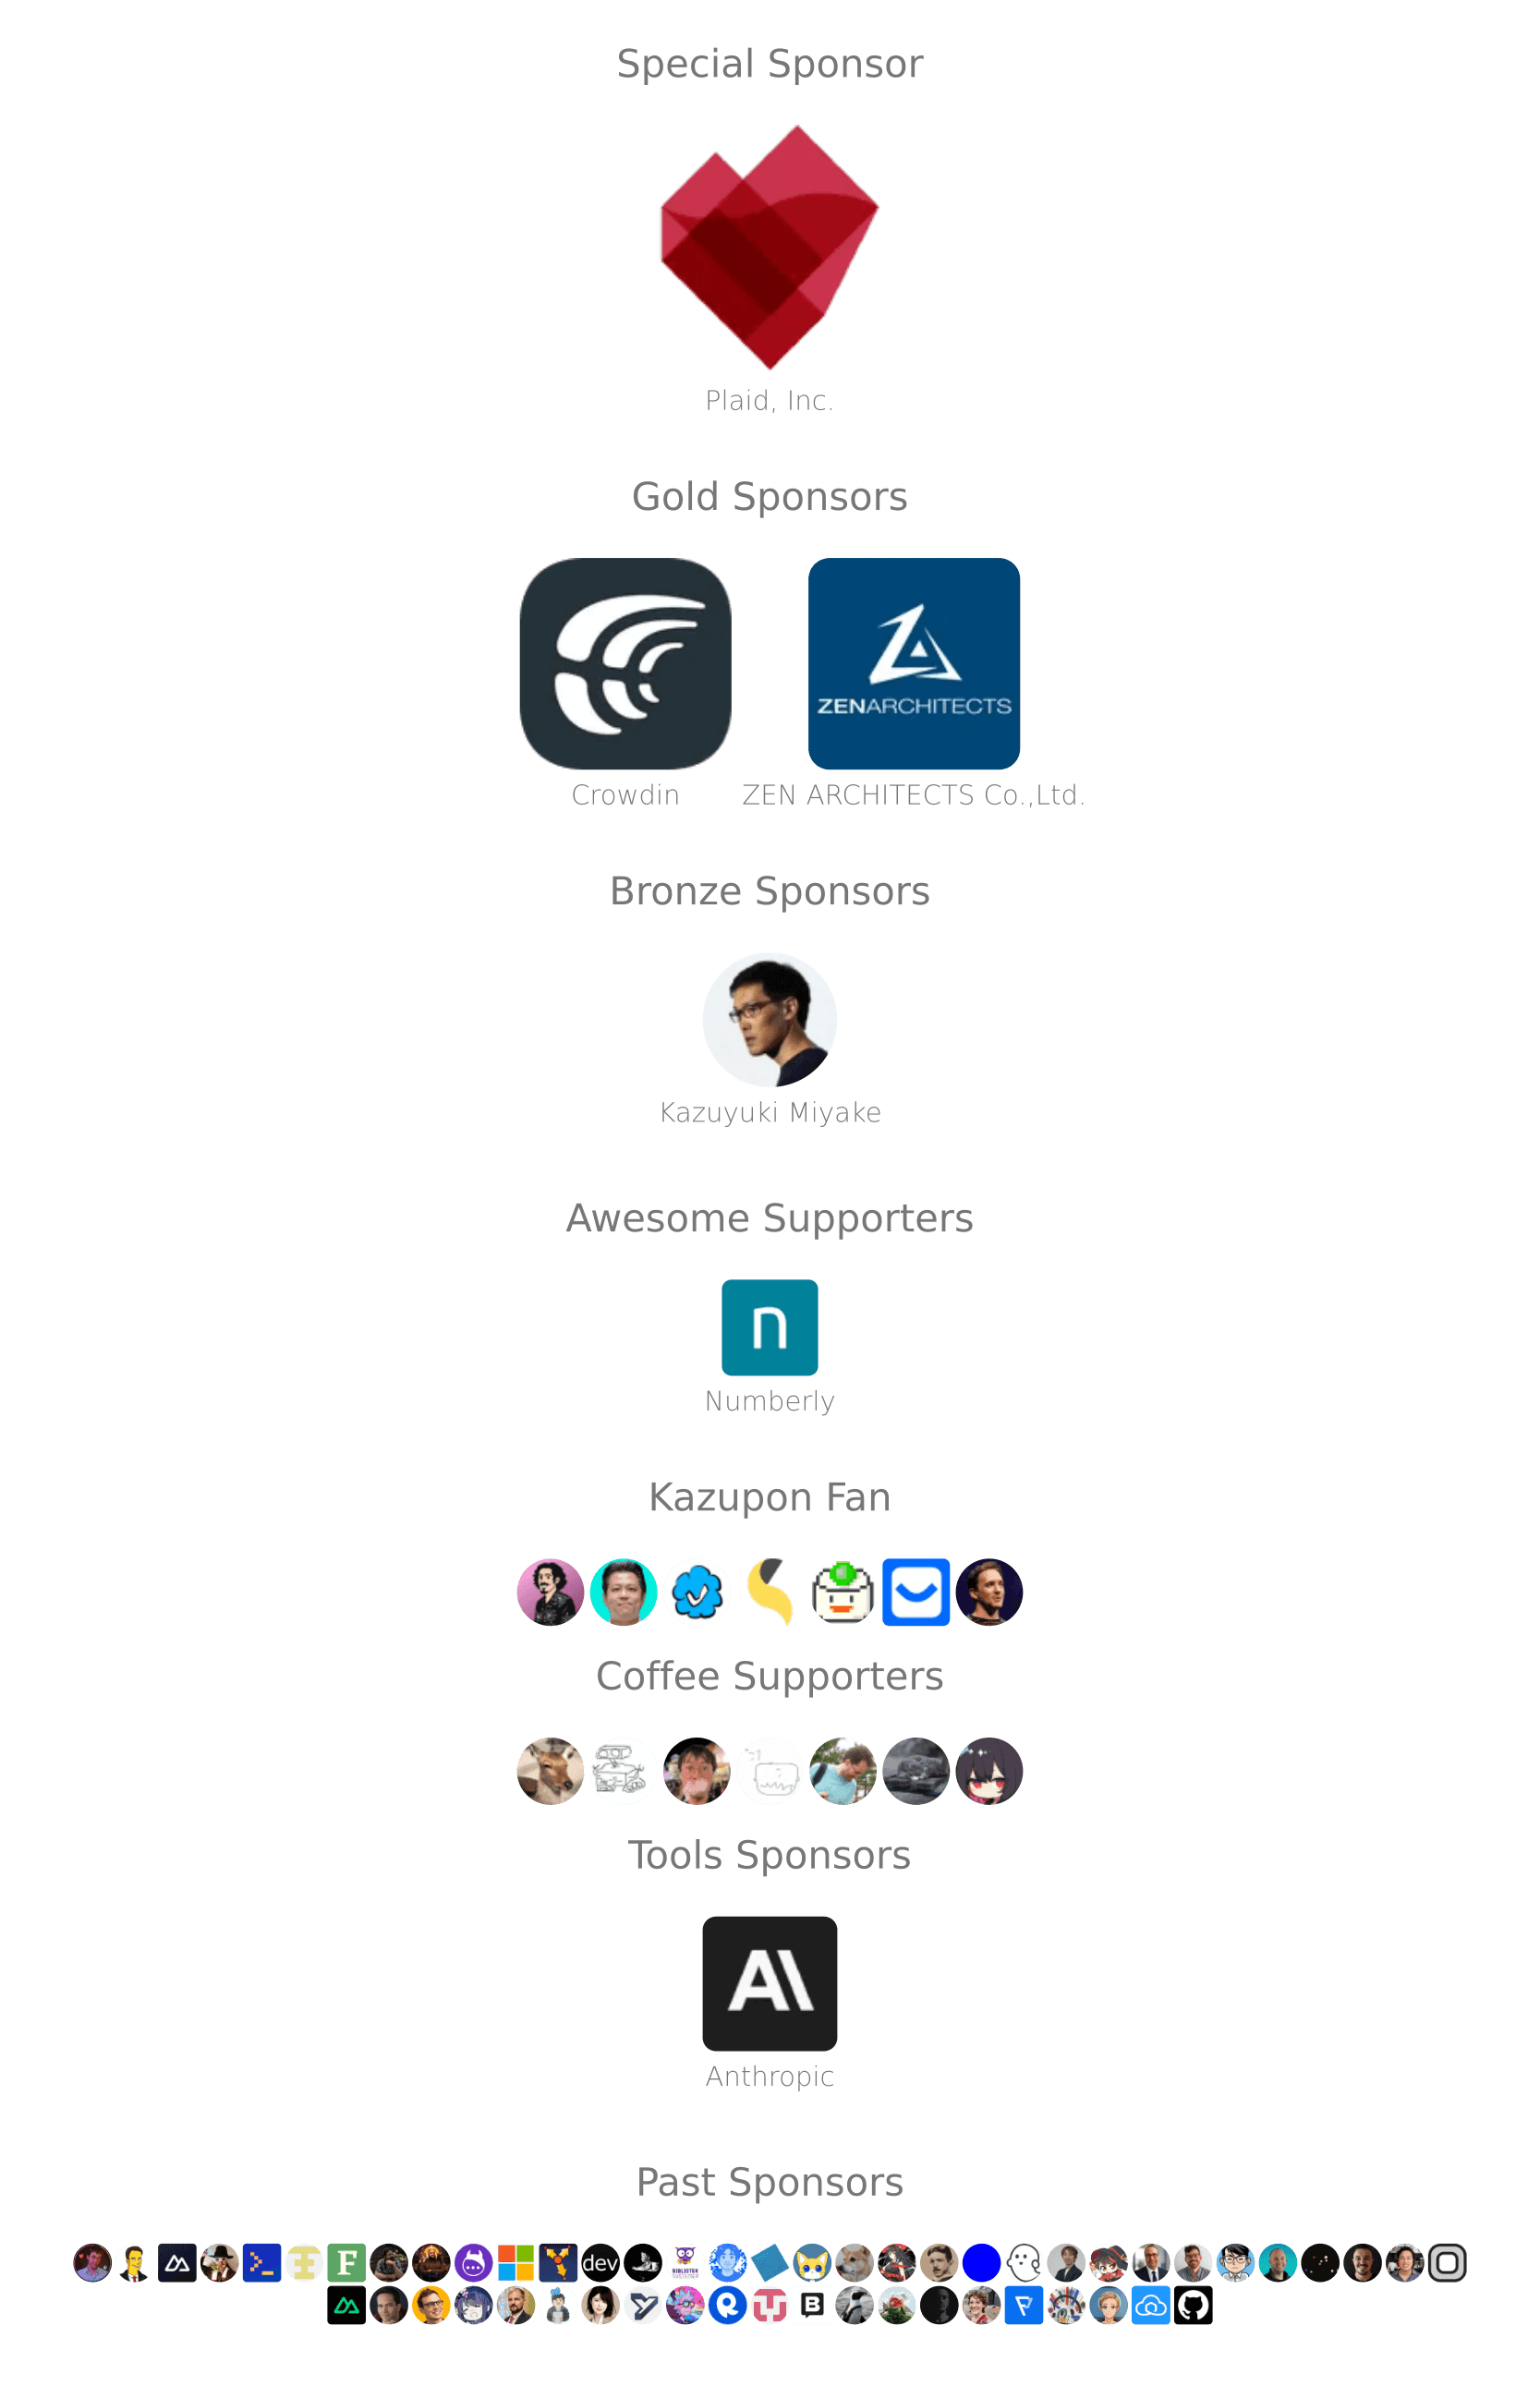 Special Sponsor
Plaid, Inc.
Gold Sponsors
ZENARCHITECTS
Crowdin
ZEN ARCHITECTS Co.,Ltd.
Bronze Sponsors
Kazuyuki Miyake
Awesome Supporters
n
Numberly
Kazupon Fan
Coffee Supporters
Tools Sponsors
A\
Anthropic
Past Sponsors
F
dev
B